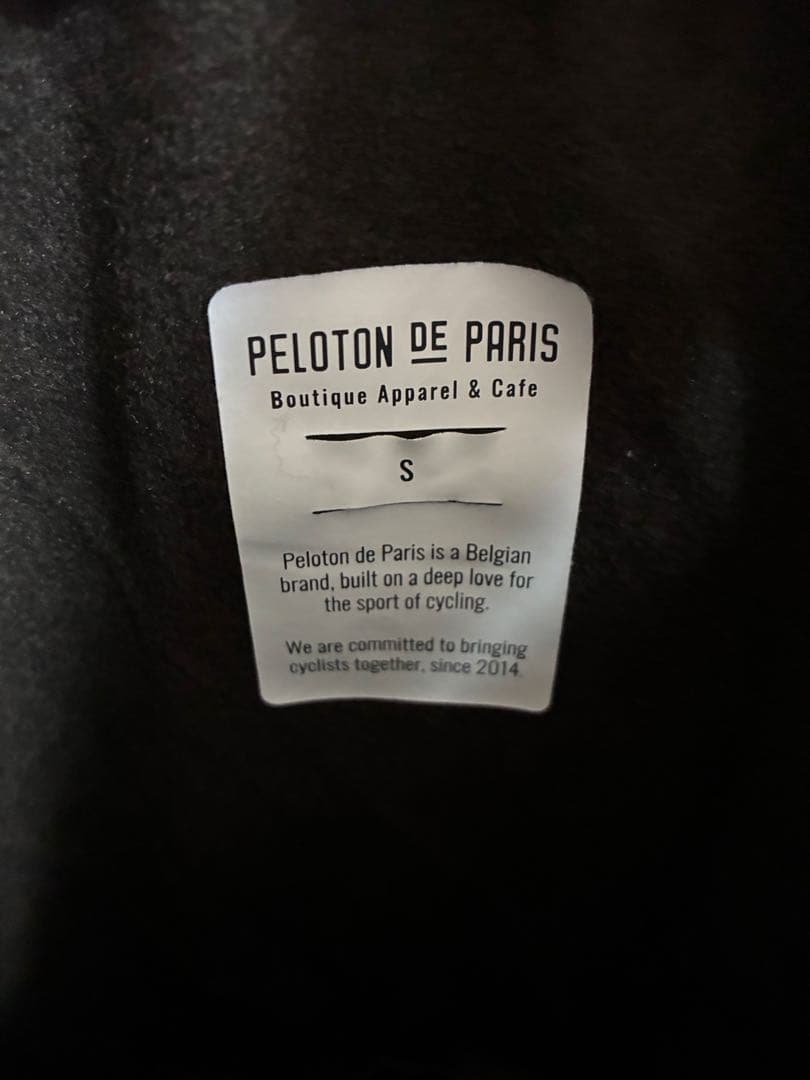 PELOTON DE PARIS
Boutique Apparel & Cafe
S
Peloton de Paris is a Belgian
brand, built on a deep love for
the sport of cycling.
We are committed to bringing
cyclists together, since 2014.